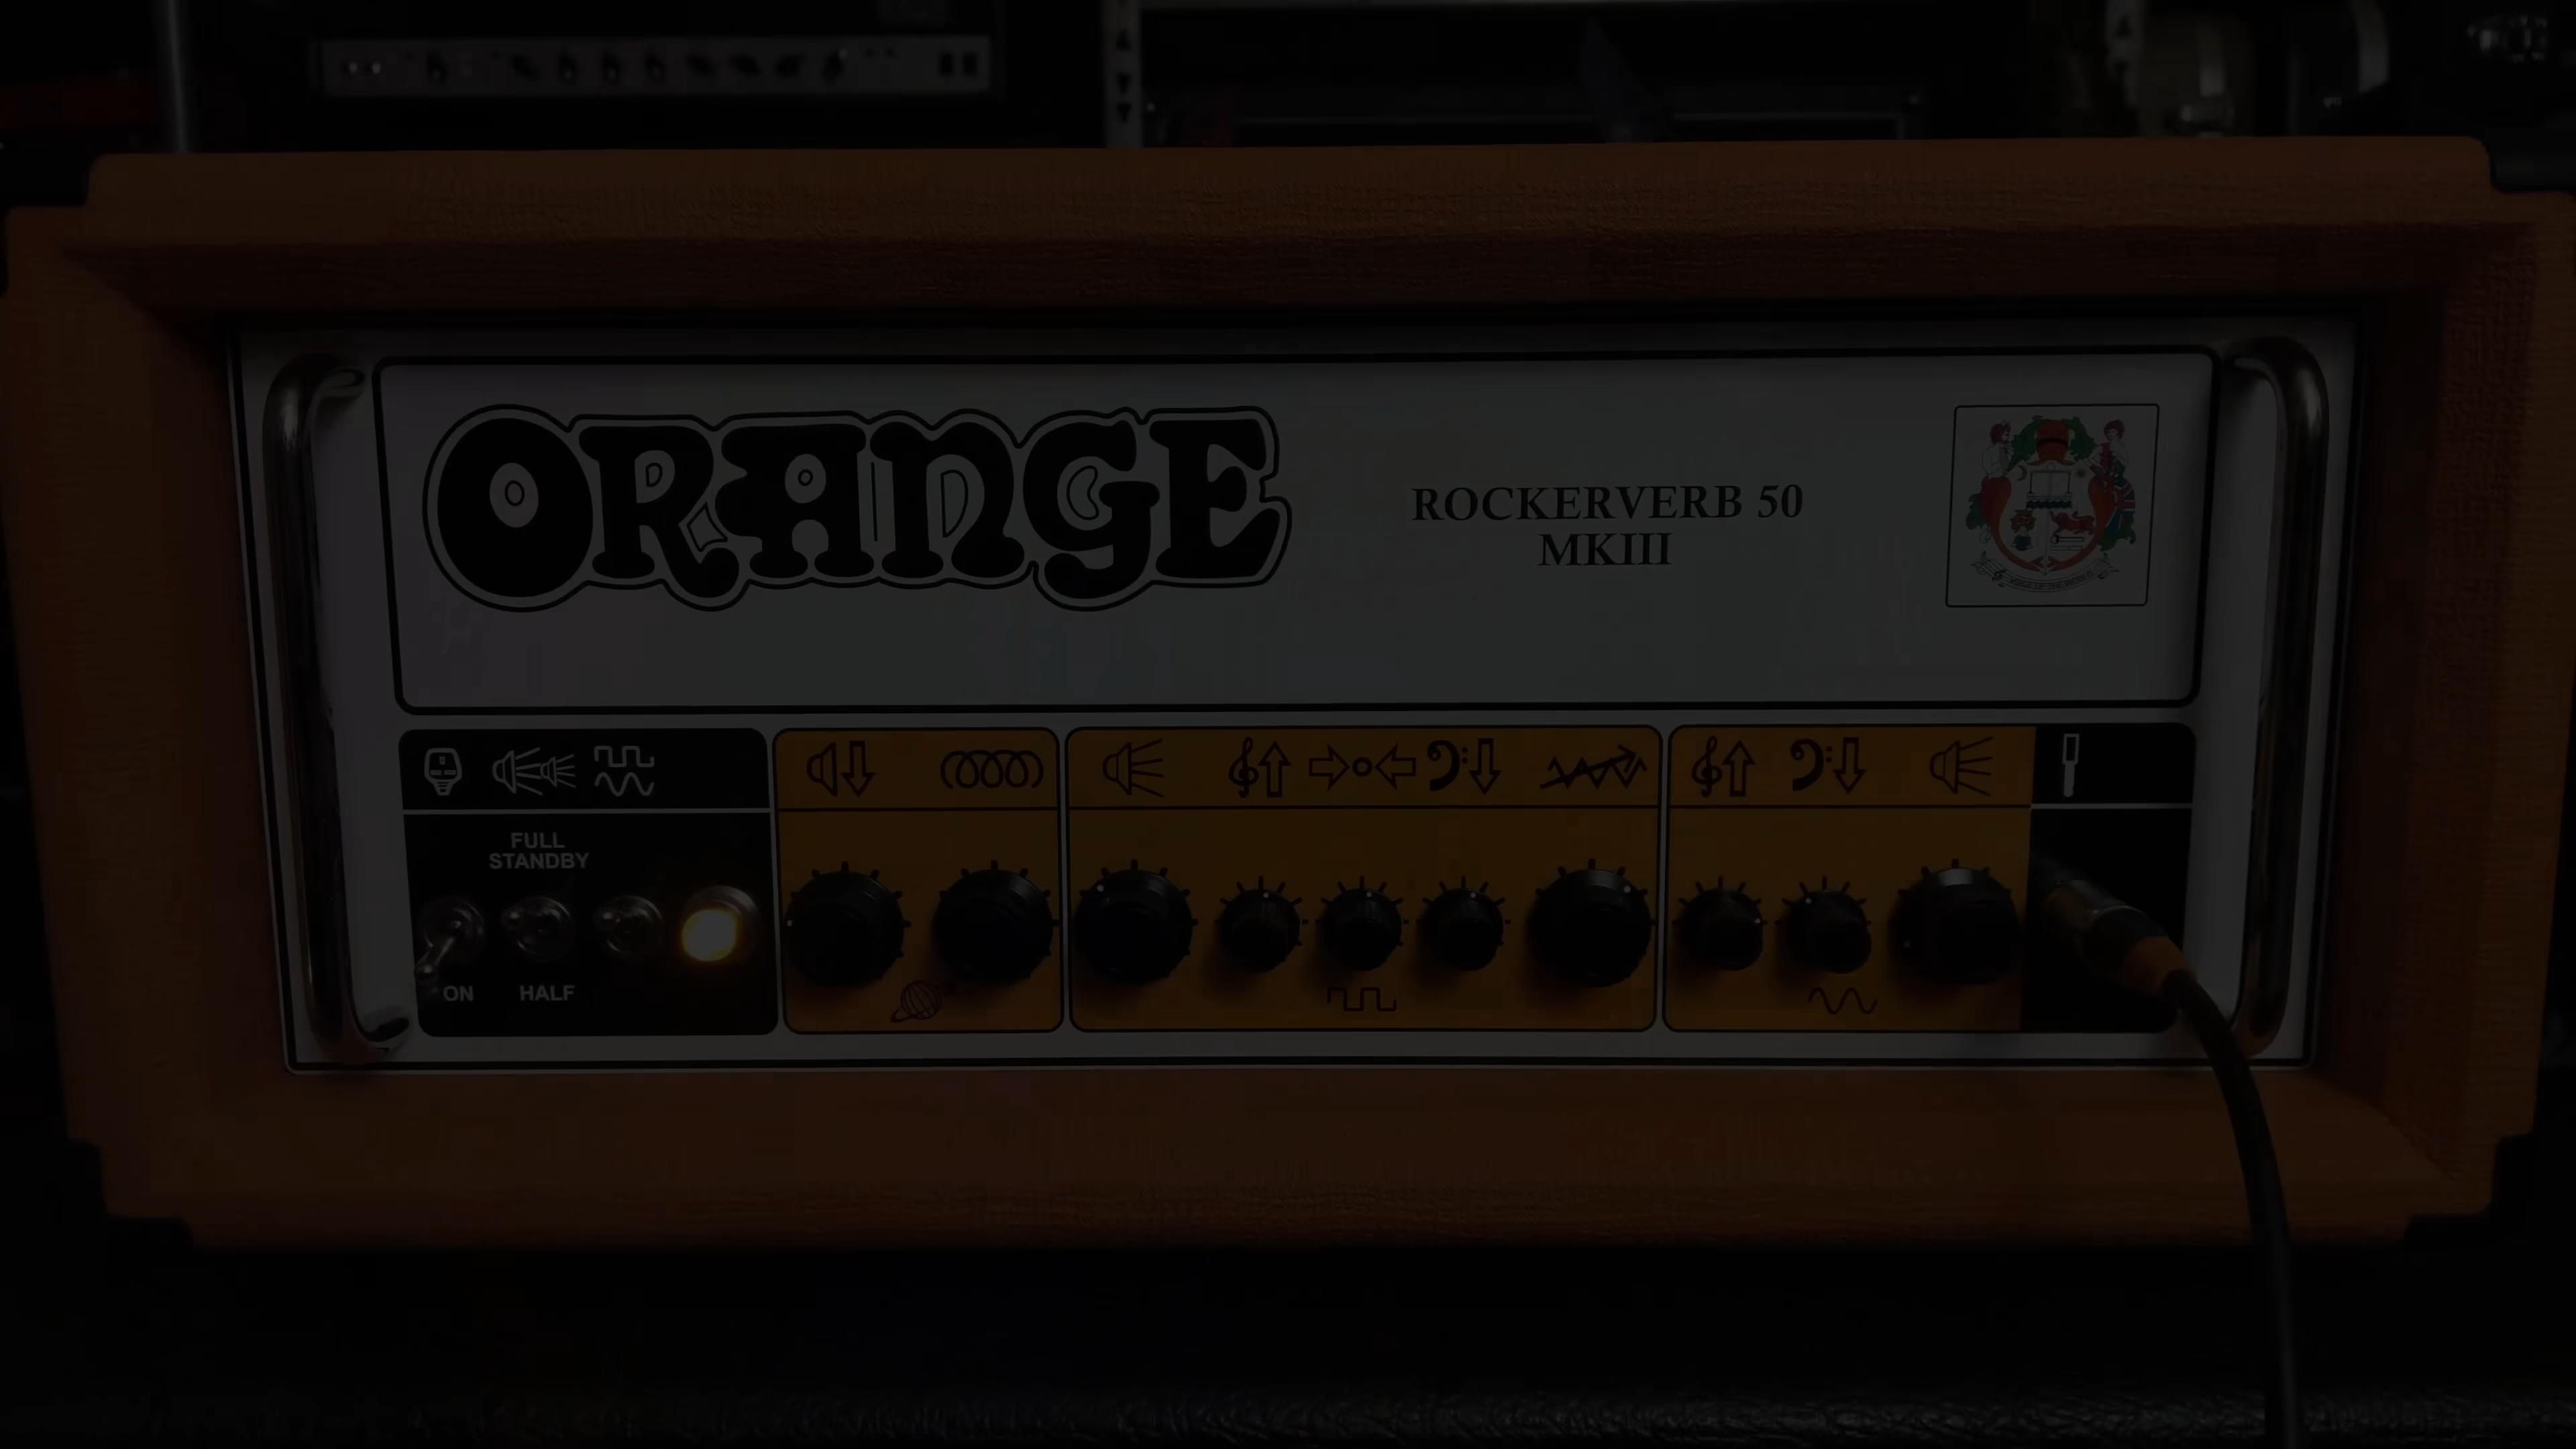 ORANGE
ROCKERVERB 50
MKIII
FULL
STANDBY
ON
HALF